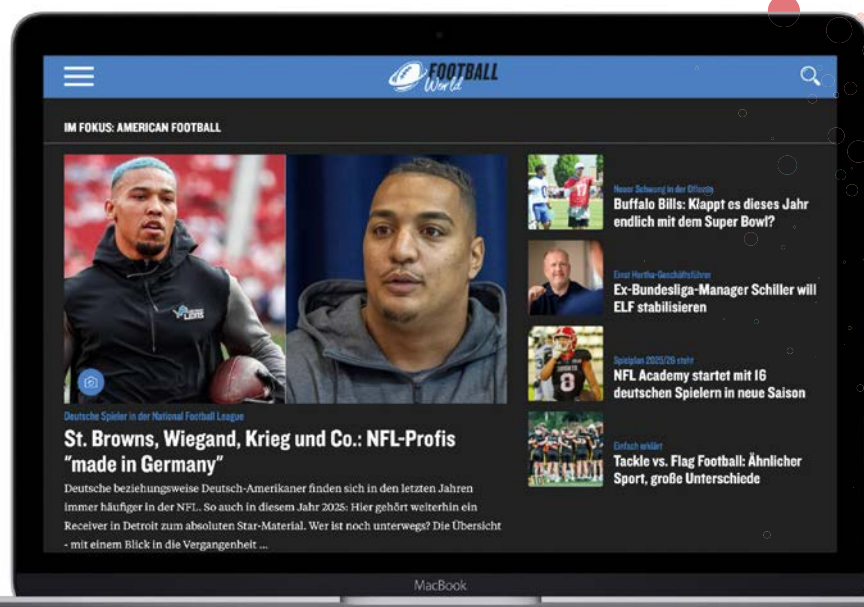 FOOTBALL
World
IM FOKUS: AMERICAN FOOTBALL
LIONS
Deutsche Spieler in der National Football League
St. Browns, Wiegand, Krieg und Co.: NFL-Profis
"made in Germany"
Deutsche beziehungsweise Deutsch-Amerikaner finden sich in den letzten Jahren
immer häufiger in der NFL. So auch in diesem Jahr 2025: Hier gehört weiterhin ein
Receiver in Detroit zum absoluten Star-Material. Wer ist noch unterwegs? Die Übersicht
- mit einem Blick in die Vergangenheit ...
17
Neuer Schwung in der Offense
Buffalo Bills: Klappt es dieses Jahr
endlich mit dem Super Bowl?
Einst Hertha-Geschäftsführer
Ex-Bundesliga-Manager Schiller will
ELF stabilisieren
8
Spielplan 2025/26 steht
NFL Academy startet mit 16
deutschen Spielern in neue Saison
Einfach erklärt
Tackle vs. Flag Football: Ähnlicher
Sport, große Unterschiede
MacBook